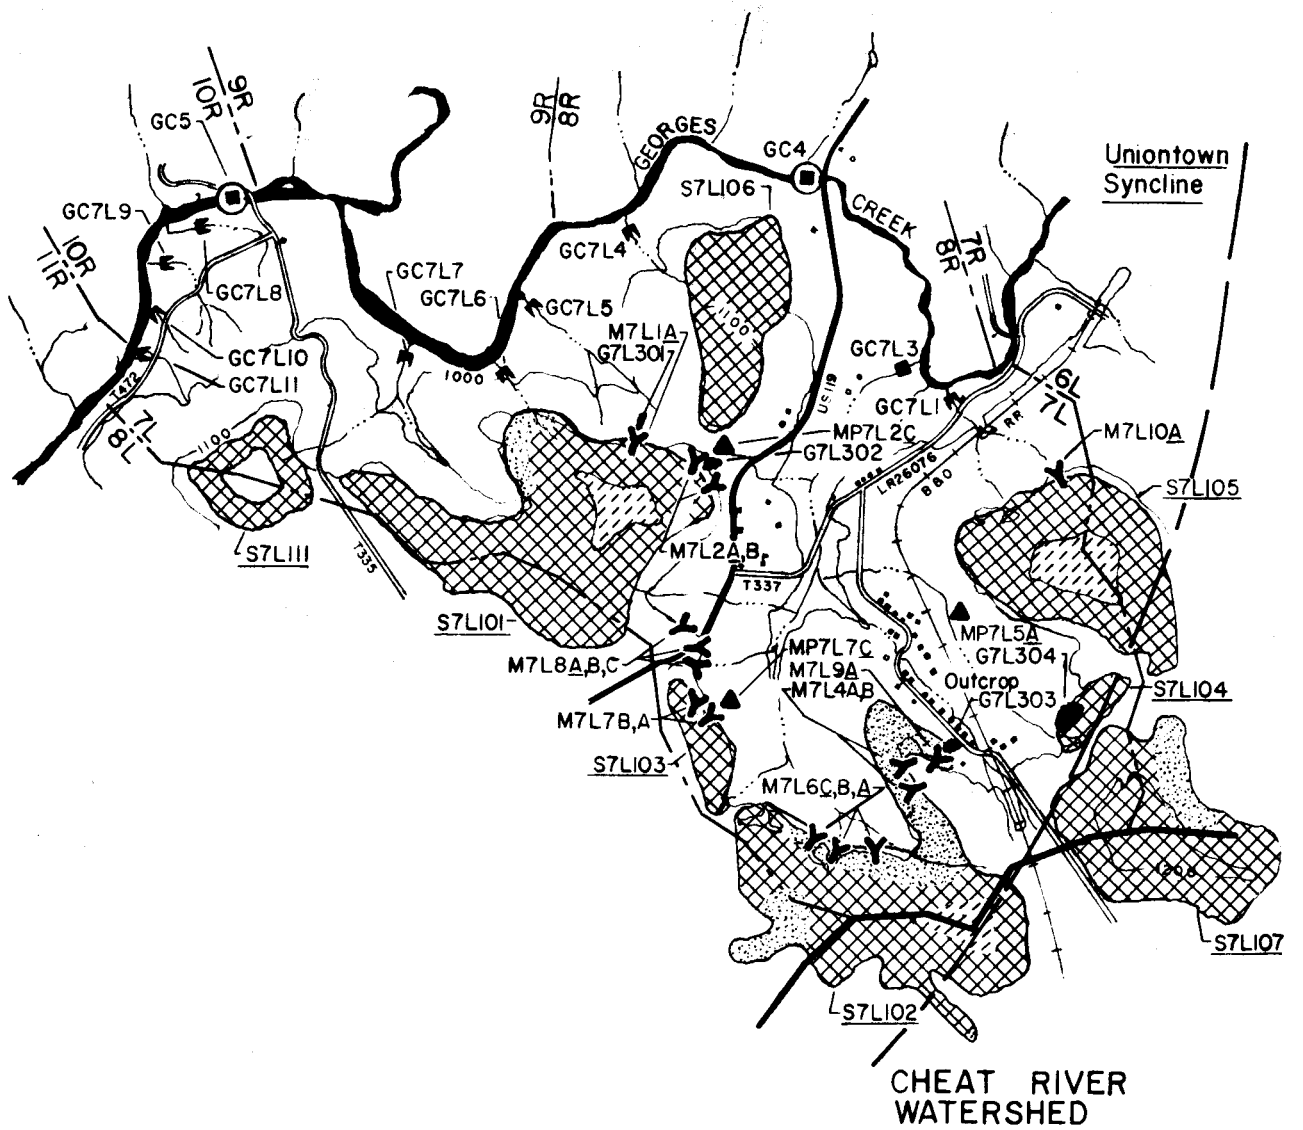 9R
10R
GC5
9R
8R
GEORGES
CREEK
GC4
S7L106
Uniontown
Syncline
GC7L9
10R
11R
GC7L8
GC7L7
GC7L6
GC7L4
GC7L5
7R
8R
M7L1A
G7L301
1100
GC7L3
GC7L10
GC7L11
1000
T472
US119
GC7L1
6L
7L
7L
8L
1100
MP7L2C
G7L302
RR
M7L10A
LR26076
B&O
S7L105
S7L111
T335
M7L2A,B
T337
S7L101
M7L8A,B,C
MP7L7C
M7L9A
M7L4A,B
MP7L5A
G7L304
Outcrop
G7L303
S7L104
M7L7B,A
S7L103
M7L6C,B,A
1200
S7L107
S7L102
CHEAT RIVER
WATERSHED